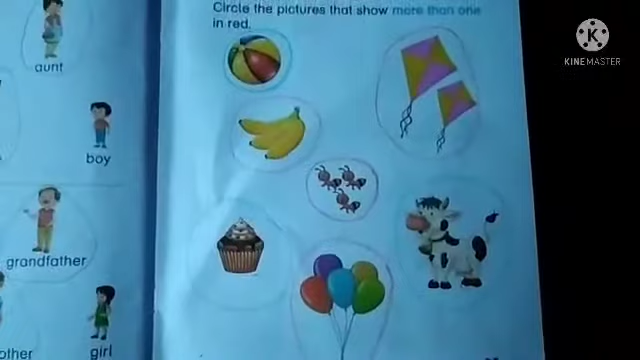 Circle the pictures that show more than one
in red.
KINEMASTER
aunt
boy
grandfather
other
girl